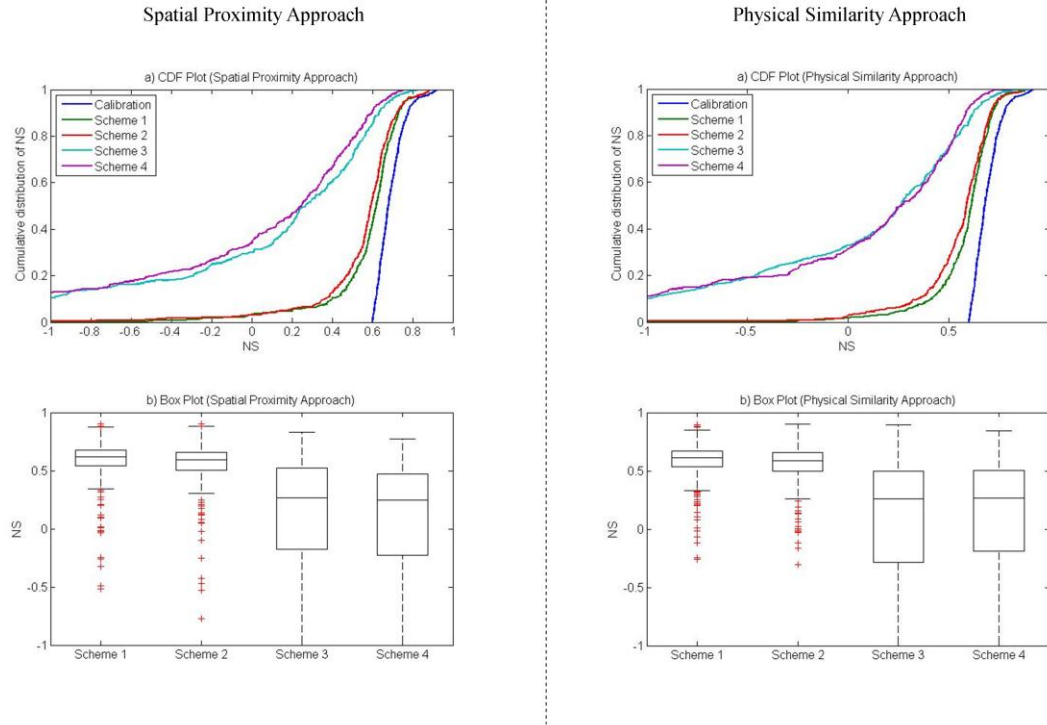 Spatial Proximity Approach
Physical Similarity Approach
a) CDF Plot (Spatial Proximity Approach)
Cumulative distribution of NS
1
0.8
0.6
0.4
0.2
0
Calibration
Scheme 1
Scheme 2
Scheme 3
Scheme 4
-1 -0.8 -0.6 -0.4 -0.2 0 0.2 0.4 0.6 0.8 1
NS
a) CDF Plot (Physical Similarity Approach)
Cumulative distribution of NS
1
0.8
0.6
0.4
0.2
0
Calibration
Scheme 1
Scheme 2
Scheme 3
Scheme 4
-1 -0.5 0 0.5
NS
b) Box Plot (Spatial Proximity Approach)
NS
1
0.5
0
-0.5
-1
Scheme 1 Scheme 2 Scheme 3 Scheme 4
b) Box Plot (Physical Similarity Approach)
NS
1
0.5
0
-0.5
-1
Scheme 1 Scheme 2 Scheme 3 Scheme 4